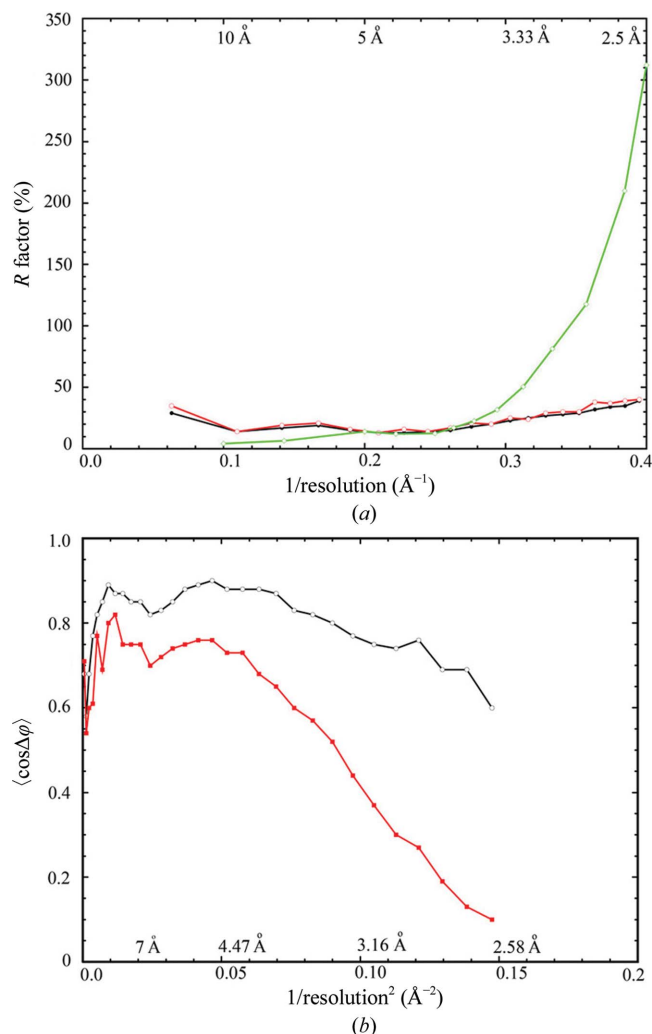 350
10 Å 5 Å 3.33 Å 2.5 Å
300
250
200
R factor (%)
150
100
50
0
0.0 0.1 0.2 0.3 0.4
1/resolution (Å⁻¹)
(a)
1.0
0.8
0.6
⟨cosΔφ⟩
0.4
0.2
7 Å 4.47 Å 3.16 Å 2.58 Å
0
0.0 0.05 0.10 0.15 0.2
1/resolution² (Å⁻²)
(b)